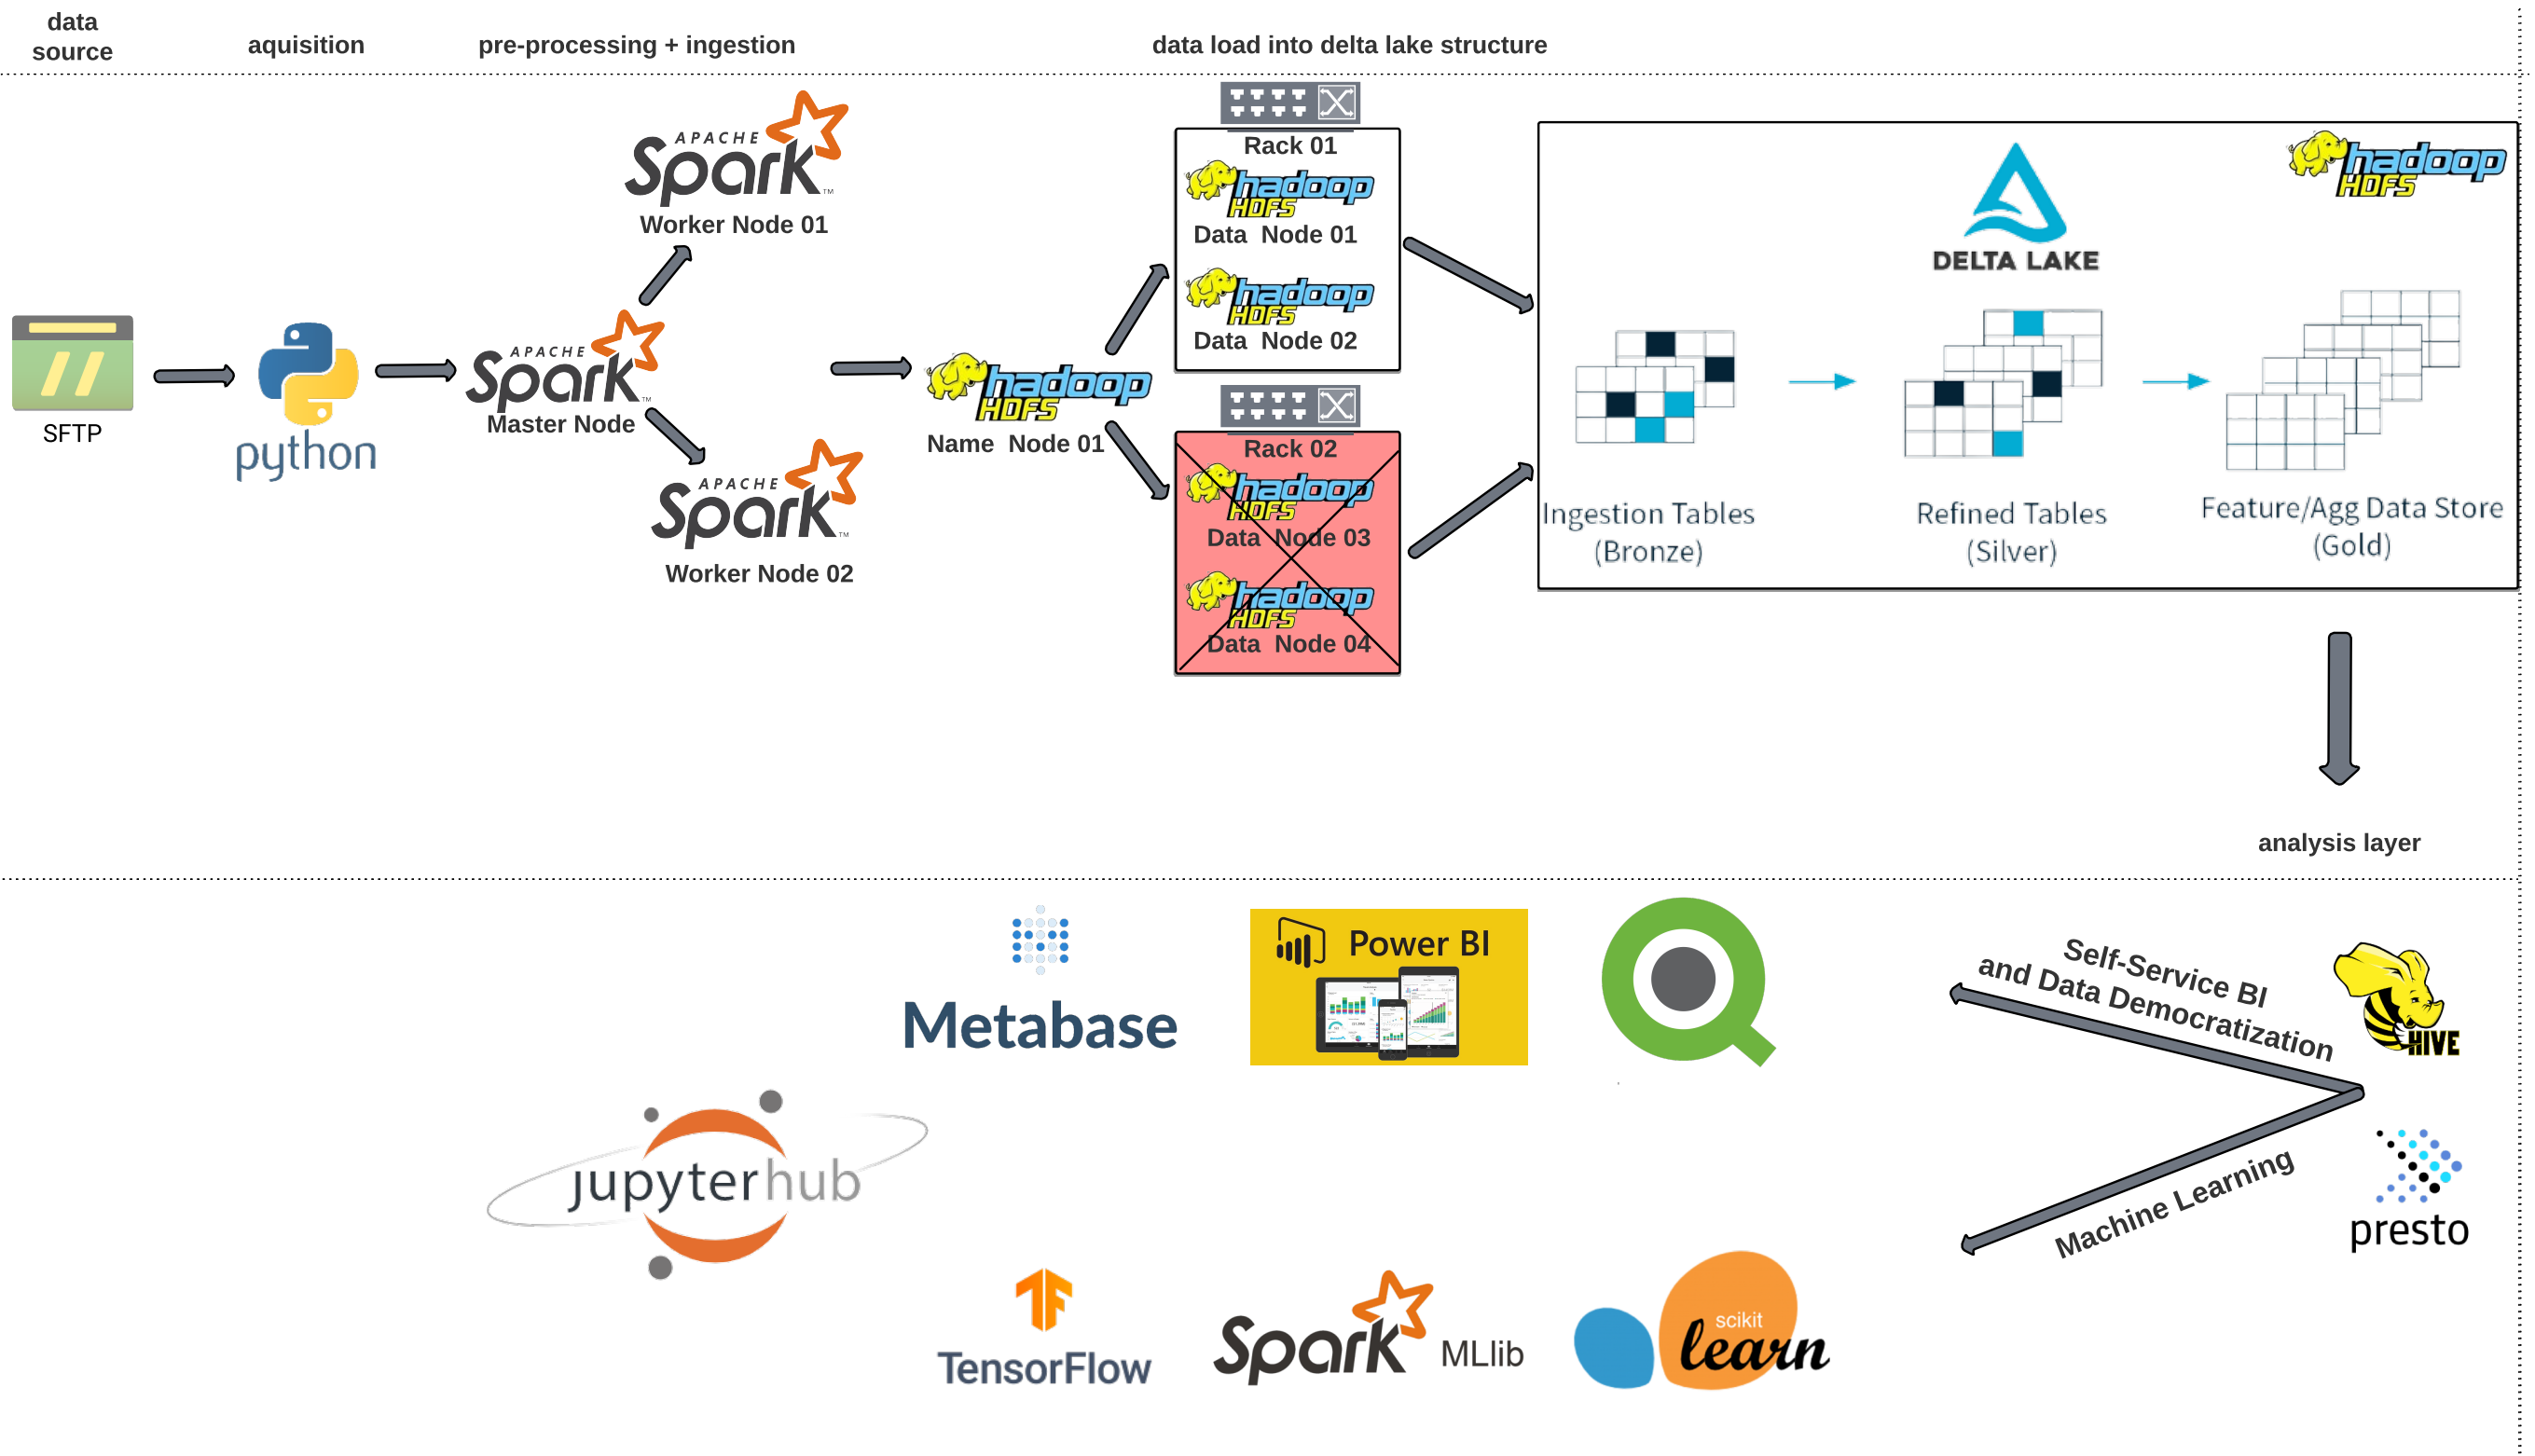 data
source
aquisition
pre-processing + ingestion
data load into delta lake structure
APACHE
Spark
TM
Worker Node 01
SFTP
python
APACHE
Spark
TM
Master Node
APACHE
Spark
TM
Worker Node 02
hadoop
HDFS
Name Node 01
Rack 01
hadoop
HDFS
Data Node 01
hadoop
HDFS
Data Node 02
Rack 02
hadoop
HDFS
Data Node 03
hadoop
HDFS
Data Node 04
hadoop
HDFS
DELTA LAKE
Ingestion Tables
(Bronze)
Refined Tables
(Silver)
Feature/Agg Data Store
(Gold)
analysis layer
Metabase
Power BI
Self-Service BI
and Data Democratization
HIVE
jupyterhub
Machine Learning
presto
TensorFlow
Spark MLlib
scikit
learn